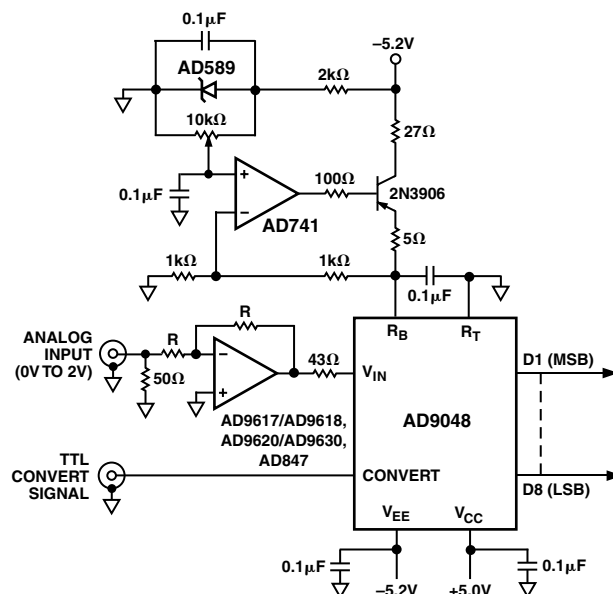 0.1μF
–5.2V
AD589
2kΩ
10kΩ
27Ω
0.1μF
+
100Ω
2N3906
AD741
–
5Ω
1kΩ
1kΩ
0.1μF
R
ANALOG
INPUT
(0V TO 2V)
R
RB
RT
–
43Ω
VIN
D1 (MSB)
50Ω
+
AD9617/AD9618,
AD9620/AD9630,
AD847
AD9048
TTL
CONVERT
SIGNAL
CONVERT
D8 (LSB)
VEE
VCC
0.1μF
0.1μF
–5.2V
+5.0V